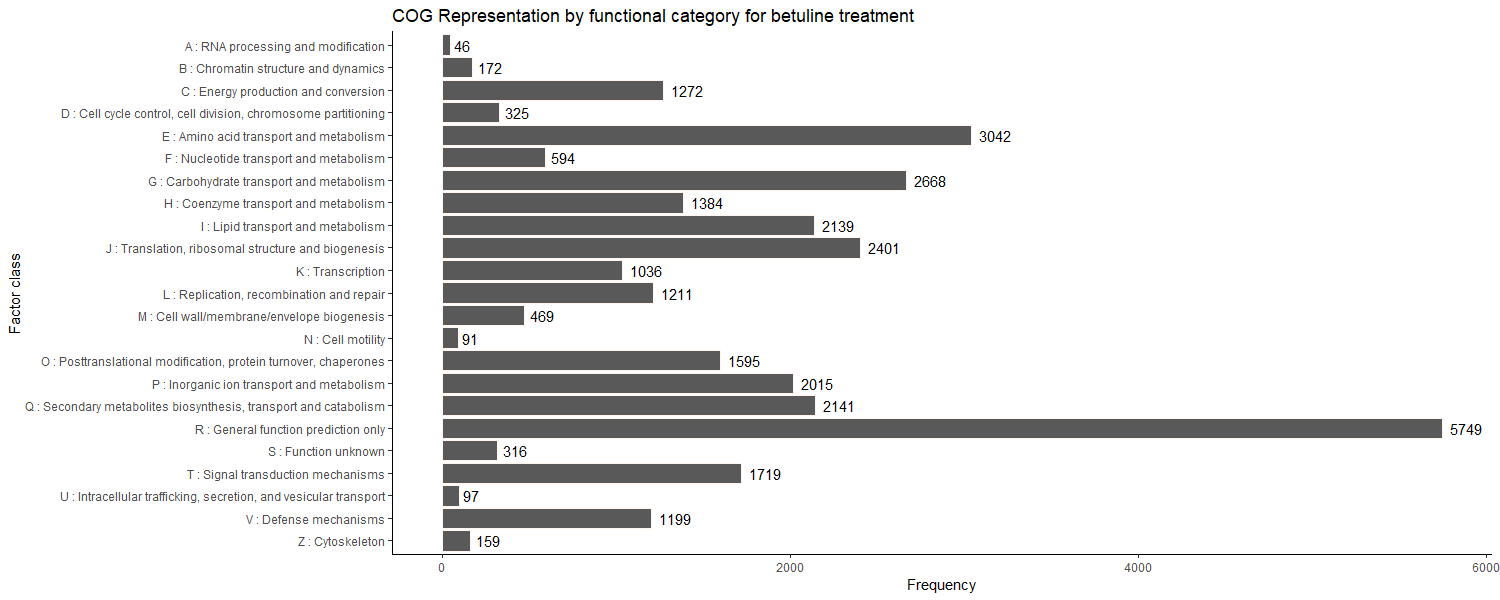 COG Representation by functional category for betuline treatment
A : RNA processing and modification 46
B : Chromatin structure and dynamics 172
C : Energy production and conversion 1272
D : Cell cycle control, cell division, chromosome partitioning 325
E : Amino acid transport and metabolism 3042
F : Nucleotide transport and metabolism 594
G : Carbohydrate transport and metabolism 2668
H : Coenzyme transport and metabolism 1384
I : Lipid transport and metabolism 2139
J : Translation, ribosomal structure and biogenesis 2401
K : Transcription 1036
L : Replication, recombination and repair 1211
M : Cell wall/membrane/envelope biogenesis 469
N : Cell motility 91
O : Posttranslational modification, protein turnover, chaperones 1595
P : Inorganic ion transport and metabolism 2015
Q : Secondary metabolites biosynthesis, transport and catabolism 2141
R : General function prediction only 5749
S : Function unknown 316
T : Signal transduction mechanisms 1719
U : Intracellular trafficking, secretion, and vesicular transport 97
V : Defense mechanisms 1199
Z : Cytoskeleton 159
Factor class
0 2000 4000 6000
Frequency